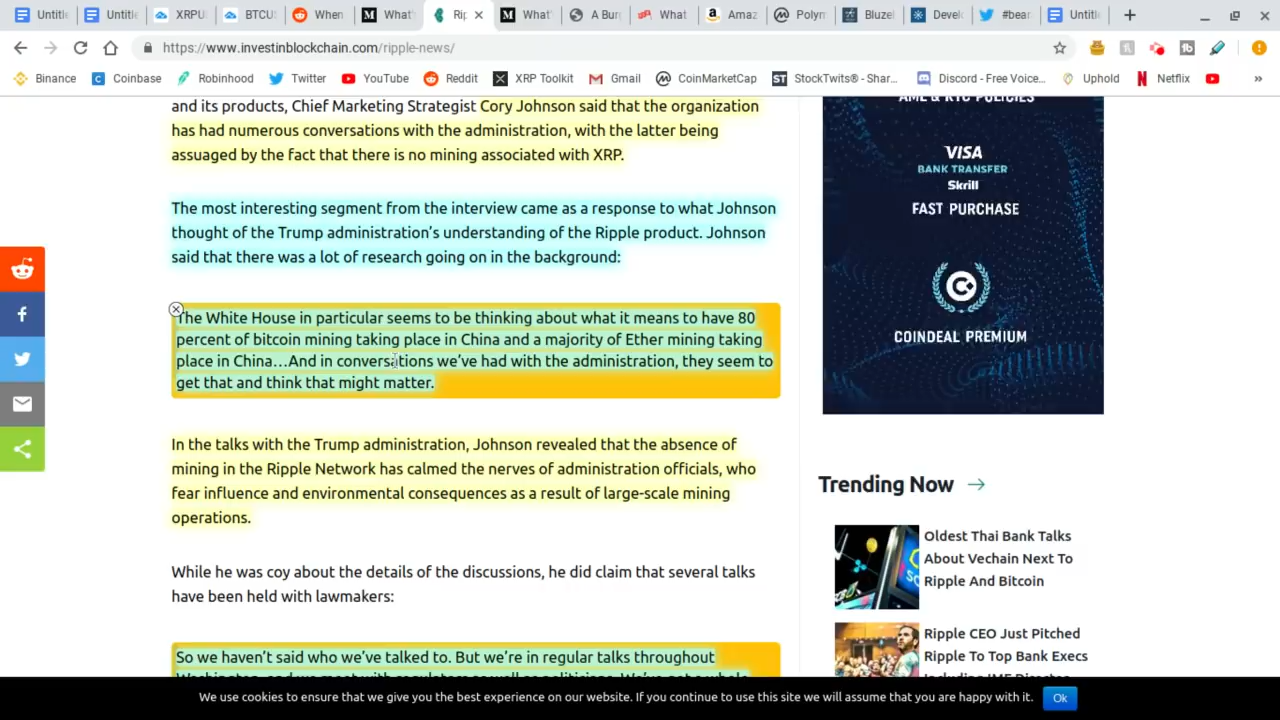 Untitle
Untitle
XRPU
BTCUS
When
What'
Rip
What'
A Bur
What
Amaz
Polym
Bluzel
Develo
#bear
Untitle
https://www.investinblockchain.com/ripple-news/
Binance
Coinbase
Robinhood
Twitter
YouTube
Reddit
XRP Toolkit
Gmail
CoinMarketCap
StockTwits® - Shar...
Discord - Free Voice...
Uphold
Netflix
»
and its products, Chief Marketing Strategist Cory Johnson said that the organization
has had numerous conversations with the administration, with the latter being
assuaged by the fact that there is no mining associated with XRP.
The most interesting segment from the interview came as a response to what Johnson
thought of the Trump administration's understanding of the Ripple product. Johnson
said that there was a lot of research going on in the background:
The White House in particular seems to be thinking about what it means to have 80
percent of bitcoin mining taking place in China and a majority of Ether mining taking
place in China…And in conversations we've had with the administration, they seem to
get that and think that might matter.
In the talks with the Trump administration, Johnson revealed that the absence of
mining in the Ripple Network has calmed the nerves of administration officials, who
fear influence and environmental consequences as a result of large-scale mining
operations.
While he was coy about the details of the discussions, he did claim that several talks
have been held with lawmakers:
So we haven't said who we've talked to. But we're in regular talks throughout
AML & KYC POLICIES
VISA
BANK TRANSFER
Skrill
FAST PURCHASE
COINDEAL PREMIUM
Trending Now →
Oldest Thai Bank Talks
About Vechain Next To
Ripple And Bitcoin
Ripple CEO Just Pitched
Ripple To Top Bank Execs
We use cookies to ensure that we give you the best experience on our website. If you continue to use this site we will assume that you are happy with it.
Ok